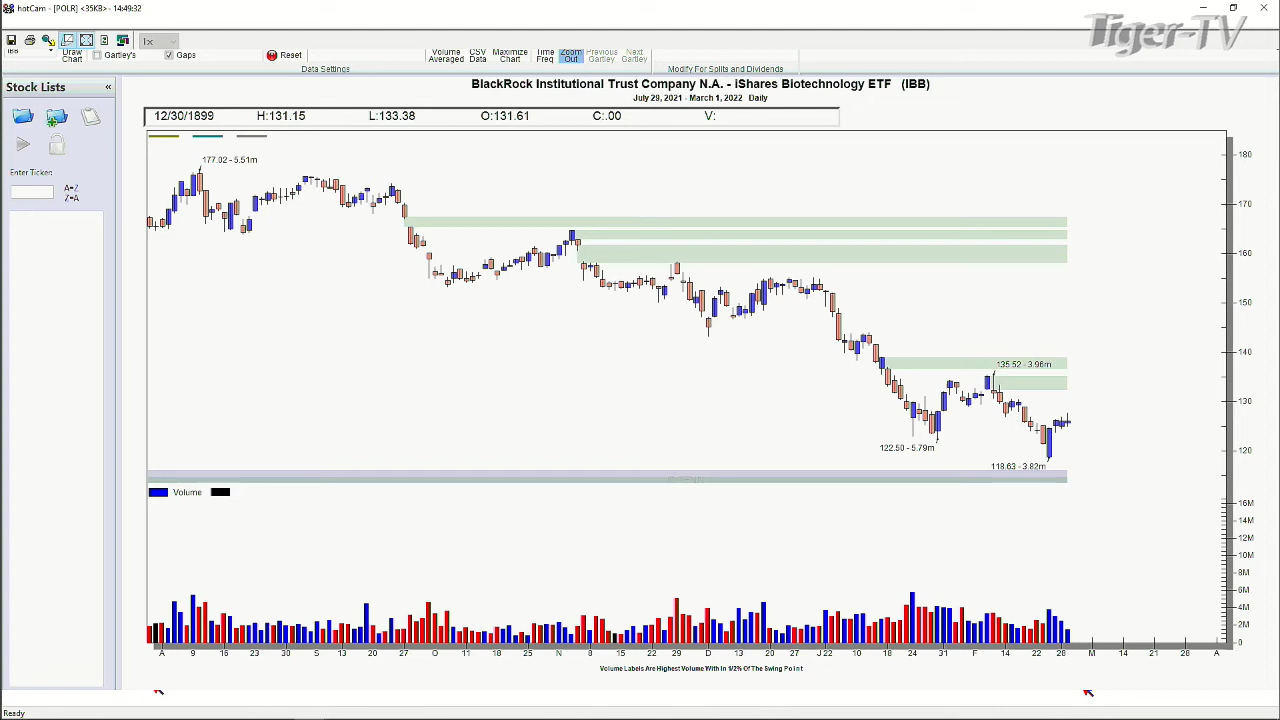 hotCam - [POLR] <35KB> - 14:49:32
Tiger-TV
IBB
Draw Chart
Gartley's
Gaps
Reset
Data Settings
Volume Averaged
CSV Data
Maximize Chart
Time Freq
Zoom Out
Previous Gartley
Next Gartley
Modify For Splits and Dividends
Stock Lists «
Enter Ticker:
A=Z
Z=A
BlackRock Institutional Trust Company N.A. - iShares Biotechnology ETF (IBB)
July 29, 2021 - March 1, 2022 Daily
12/30/1899 H:131.15 L:133.38 O:131.61 C:.00 V:
177.02 - 5.51m
135.52 - 3.96m
122.50 - 5.79m
118.63 - 3.82m
180
170
160
150
140
130
120
Volume
16M
14M
12M
10M
8M
6M
4M
2M
0
A 9 16 23 30 S 13 20 27 O 11 18 25 N 8 15 22 D 13 20 J22 10 18 24 31 F 14 22 28 M 14 21 28 A
Volume Labels Are Highest Volume With In 1/2% Of The Swing Point
Ready